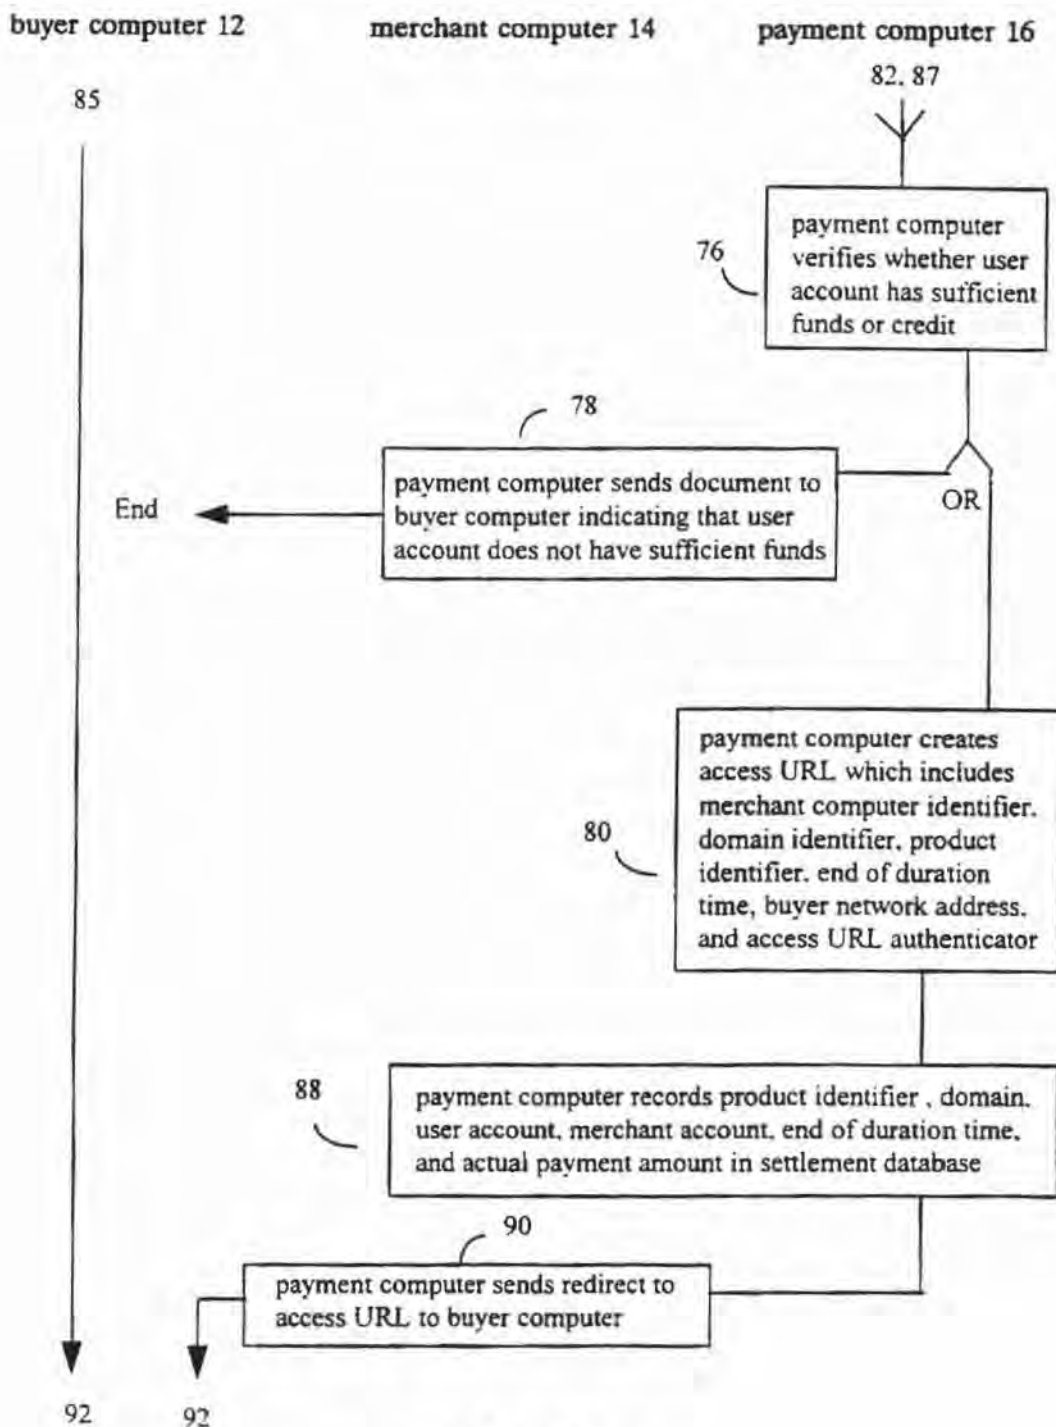 buyer computer 12 merchant computer 14 payment computer 16
82. 87
85
payment computer
verifies whether user
account has sufficient
funds or credit
76
78
payment computer sends document to
buyer computer indicating that user
account does not have sufficient funds
End
OR
payment computer creates
access URL which includes
merchant computer identifier.
domain identifier. product
identifier. end of duration
time, buyer network address.
and access URL authenticator
80
88
payment computer records product identifier . domain.
user account. merchant account. end of duration time.
and actual payment amount in settlement database
90
payment computer sends redirect to
access URL to buyer computer
92 92